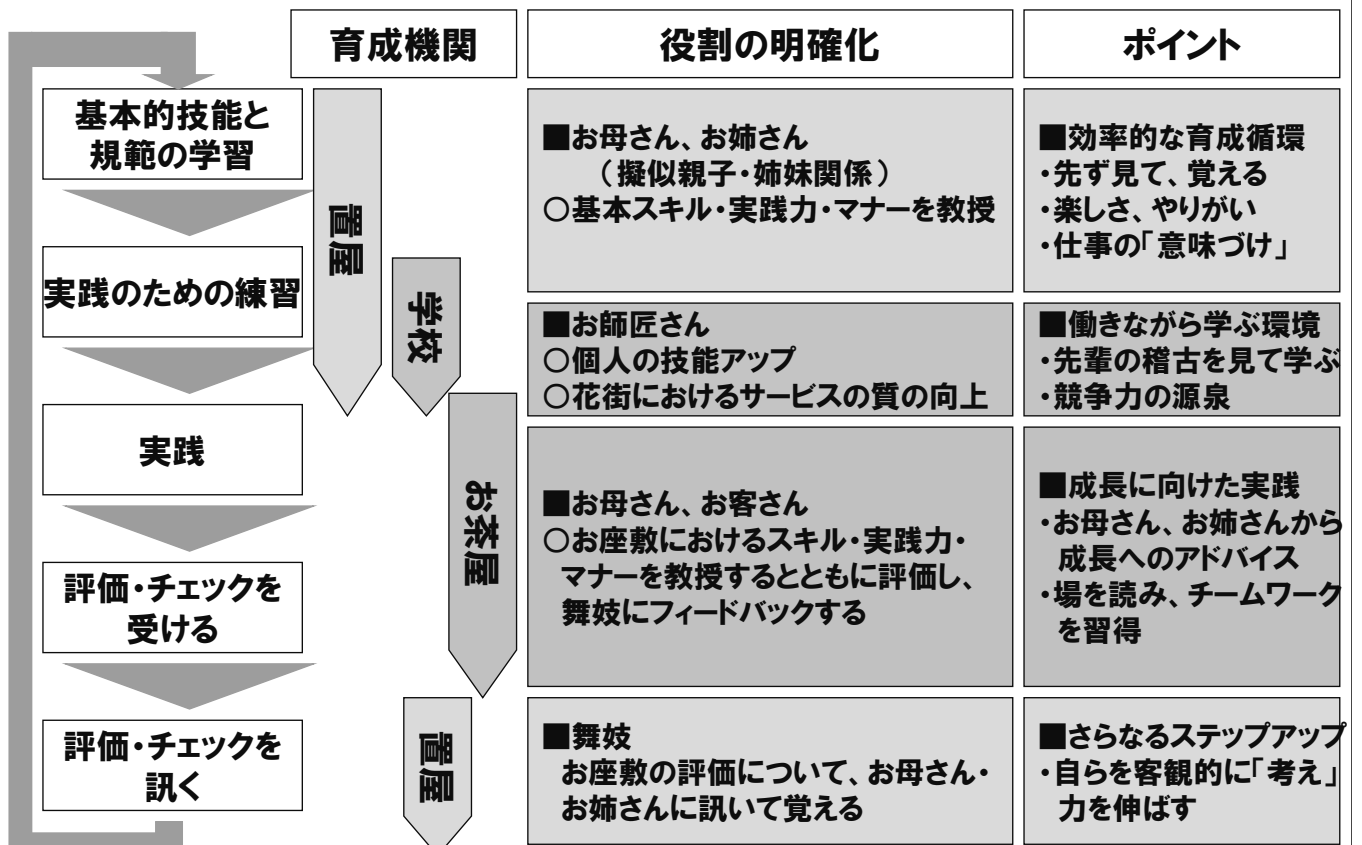 育成機関
役割の明確化
ポイント
基本的技能と
規範の学習
実践のための練習
実践
評価・チェックを
受ける
評価・チェックを
訊く
置屋
学校
お茶屋
置屋
■お母さん、お姉さん
（擬似親子・姉妹関係）
○基本スキル・実践力・マナーを教授
■効率的な育成循環
・先ず見て、覚える
・楽しさ、やりがい
・仕事の「意味づけ」
■お師匠さん
○個人の技能アップ
○花街におけるサービスの質の向上
■働きながら学ぶ環境
・先輩の稽古を見て学ぶ
・競争力の源泉
■お母さん、お客さん
○お座敷におけるスキル・実践力・
マナーを教授するとともに評価し、
舞妓にフィードバックする
■成長に向けた実践
・お母さん、お姉さんから
成長へのアドバイス
・場を読み、チームワーク
を習得
■舞妓
お座敷の評価について、お母さん・
お姉さんに訊いて覚える
■さらなるステップアップ
・自らを客観的に「考え」
力を伸ばす